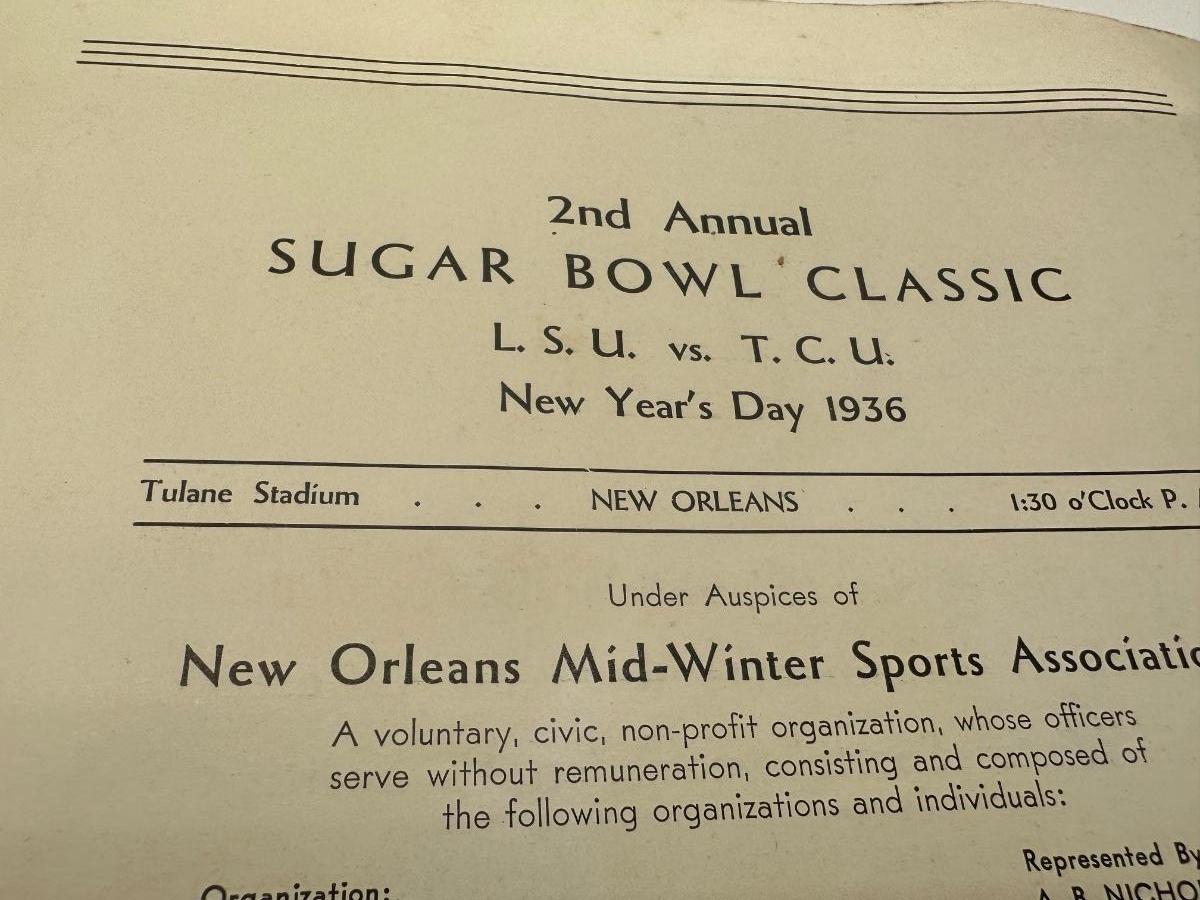 2nd Annual
SUGAR BOWL CLASSIC
L. S. U. vs. T. C. U.
New Year's Day 1936
Tulane Stadium . . . NEW ORLEANS . . . 1:30 o'Clock P.
Under Auspices of
New Orleans Mid-Winter Sports
A voluntary, civic, non-profit organization, whose officers
serve without remuneration, consisting and composed of
the following organizations and individuals:
Represented By
Organization:
A. B.